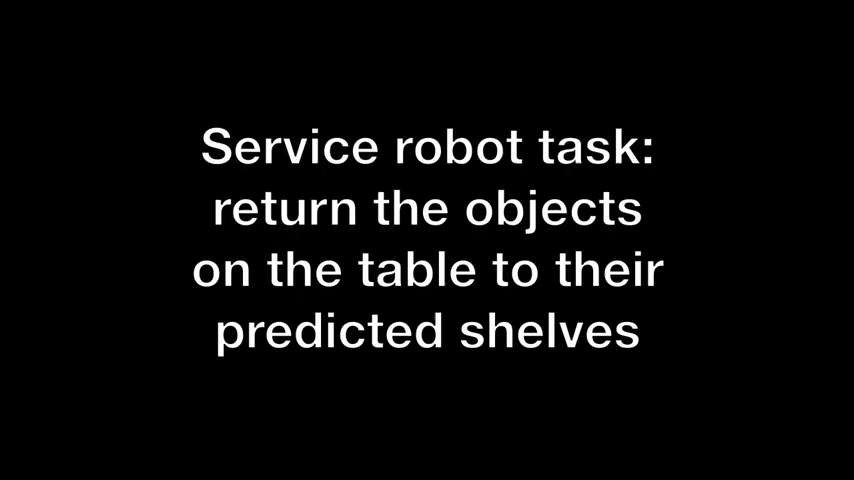 Service robot task:
return the objects
on the table to their
predicted shelves